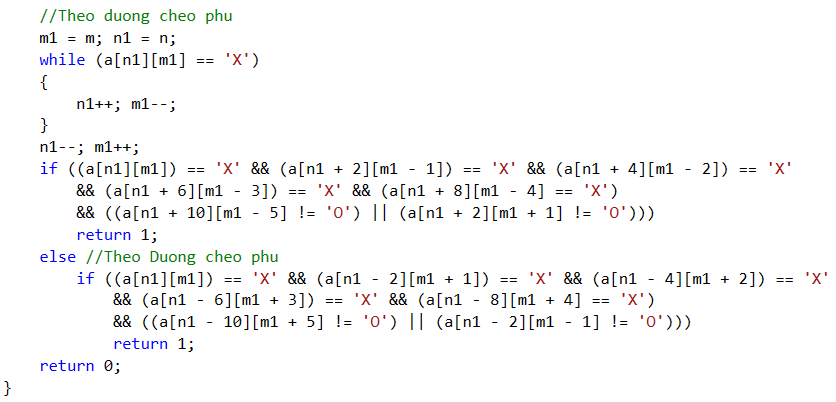 //Theo duong cheo phu
m1 = m; n1 = n;
while (a[n1][m1] == 'X')
{
n1++; m1--;
}
n1--; m1++;
if ((a[n1][m1]) == 'X' && (a[n1 + 2][m1 - 1]) == 'X' && (a[n1 + 4][m1 - 2]) == 'X'
&& (a[n1 + 6][m1 - 3]) == 'X' && (a[n1 + 8][m1 - 4] == 'X')
&& ((a[n1 + 10][m1 - 5] != 'O') || (a[n1 + 2][m1 + 1] != 'O')))
return 1;
else //Theo Duong cheo phu
if ((a[n1][m1]) == 'X' && (a[n1 - 2][m1 + 1]) == 'X' && (a[n1 - 4][m1 + 2]) == 'X'
&& (a[n1 - 6][m1 + 3]) == 'X' && (a[n1 - 8][m1 + 4] == 'X')
&& ((a[n1 - 10][m1 + 5] != 'O') || (a[n1 - 2][m1 - 1] != 'O')))
return 1;
return 0;
}